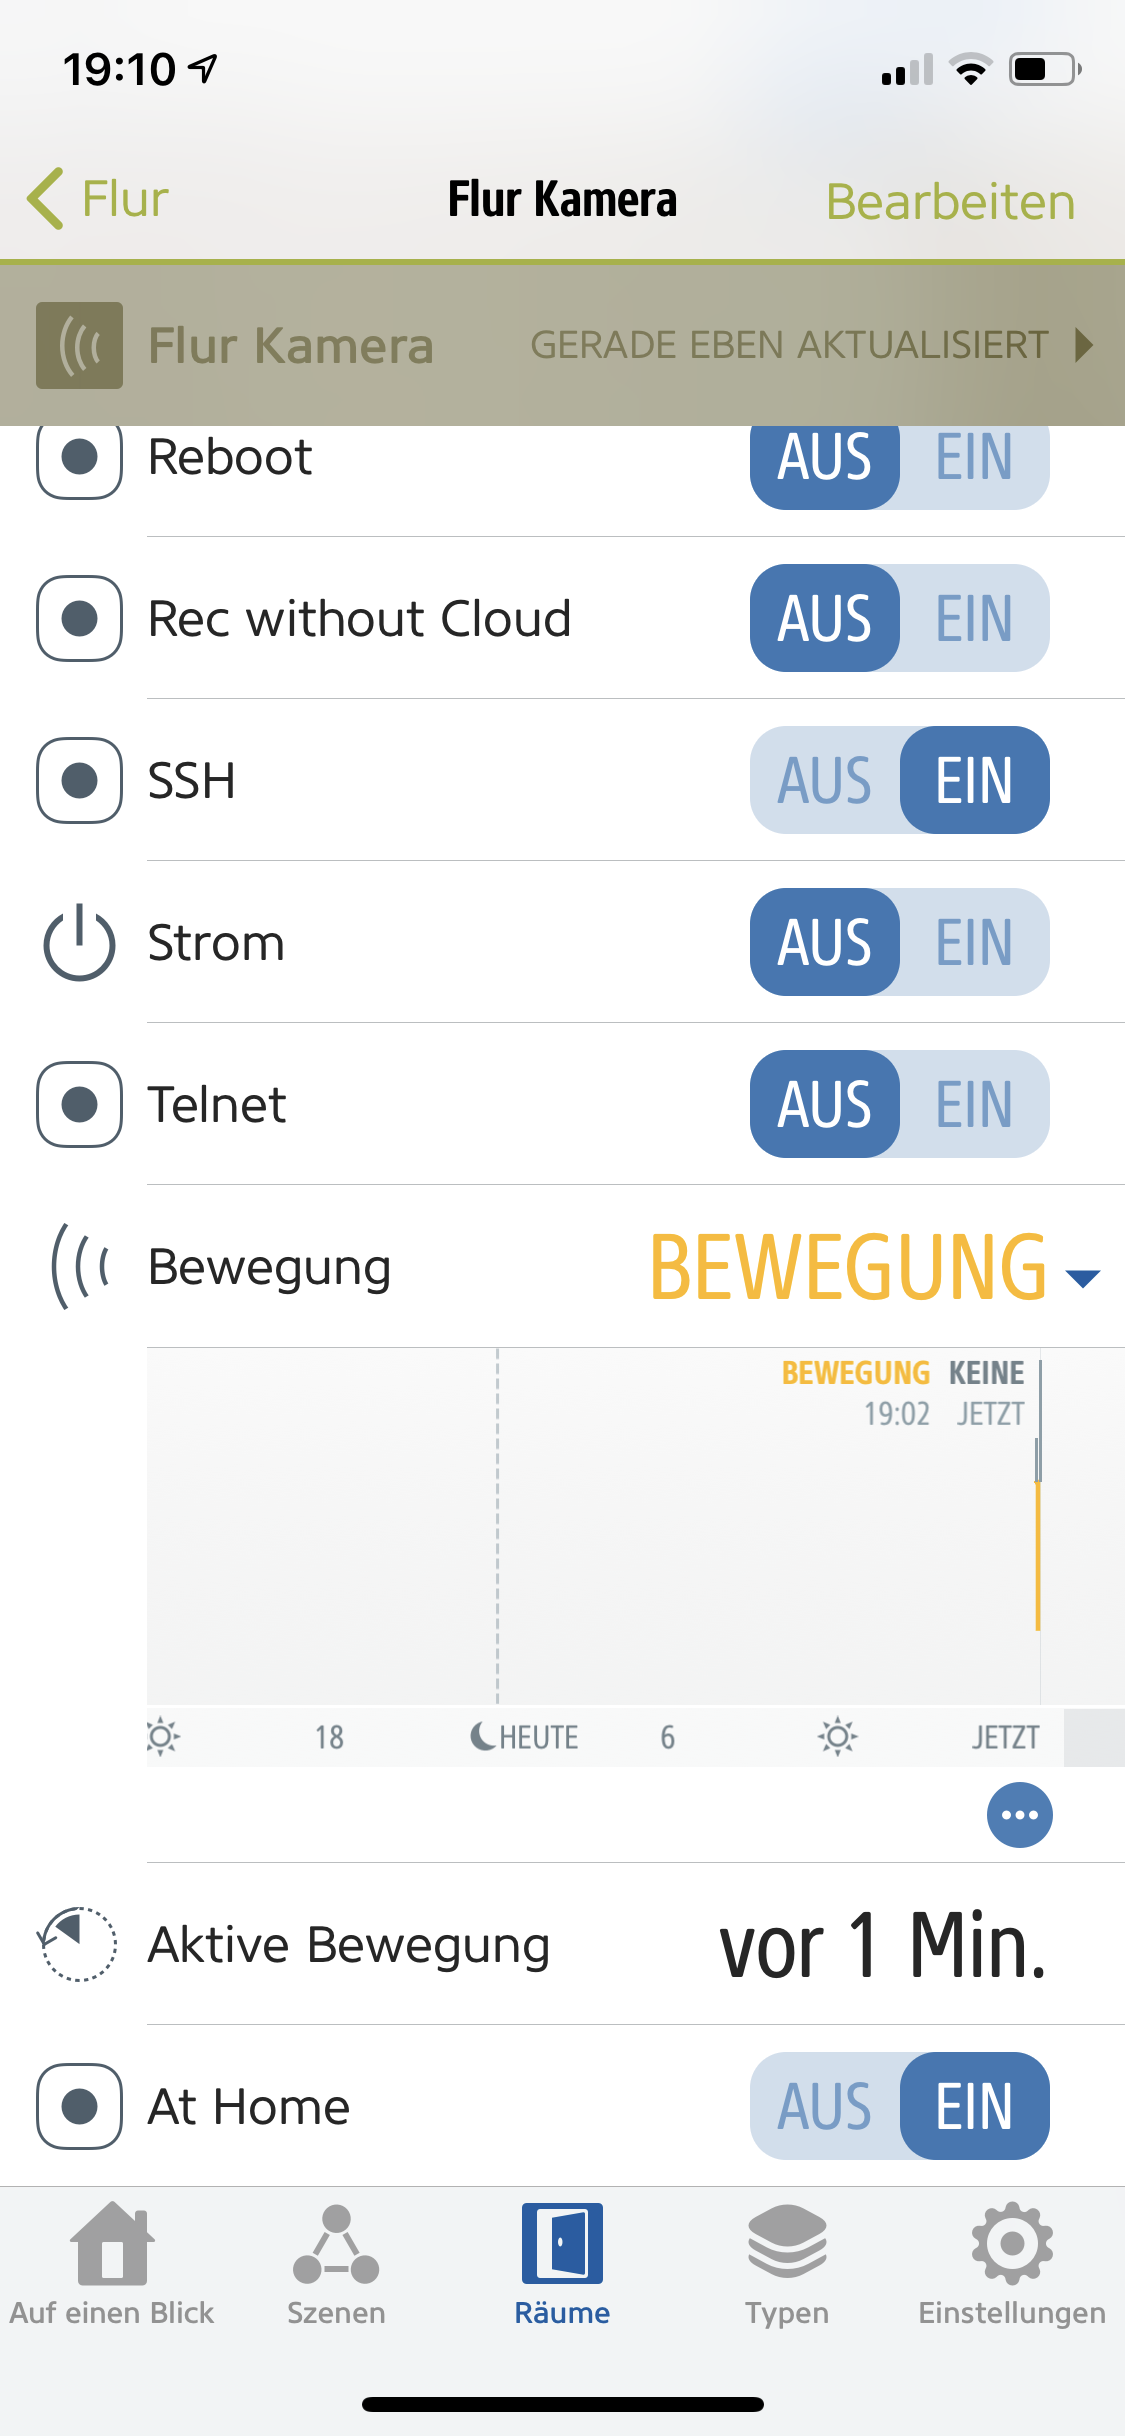 19:10
Flur
Flur Kamera
Bearbeiten
Flur Kamera
GERADE EBEN AKTUALISIERT
Reboot AUS EIN
Rec without Cloud AUS EIN
SSH AUS EIN
Strom AUS EIN
Telnet AUS EIN
Bewegung BEWEGUNG
BEWEGUNG KEINE
19:02 JETZT
18 HEUTE 6 JETZT
Aktive Bewegung vor 1 Min.
At Home AUS EIN
Auf einen Blick Szenen Räume Typen Einstellungen